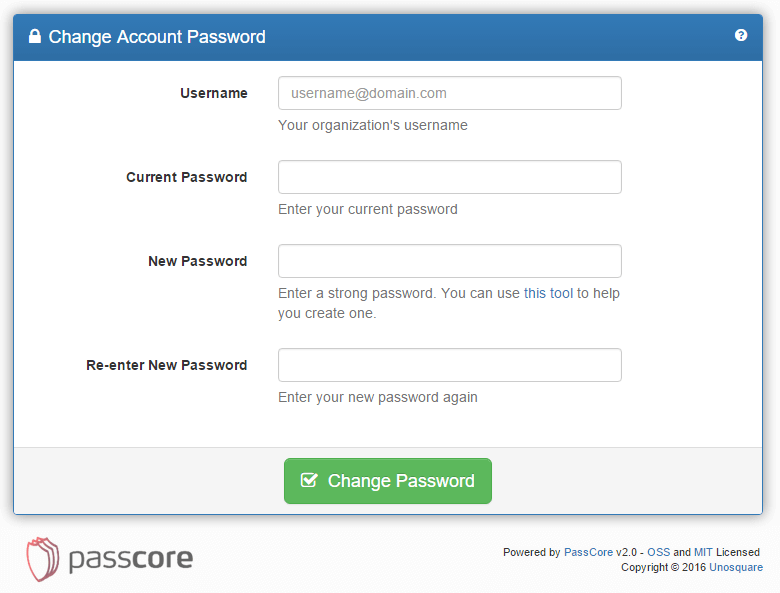 Change Account Password
?
Username
username@domain.com
Your organization's username
Current Password
Enter your current password
New Password
Enter a strong password. You can use this tool to help
you create one.
Re-enter New Password
Enter your new password again
Change Password
passcore
Powered by PassCore v2.0 - OSS and MIT Licensed
Copyright © 2016 Unosquare